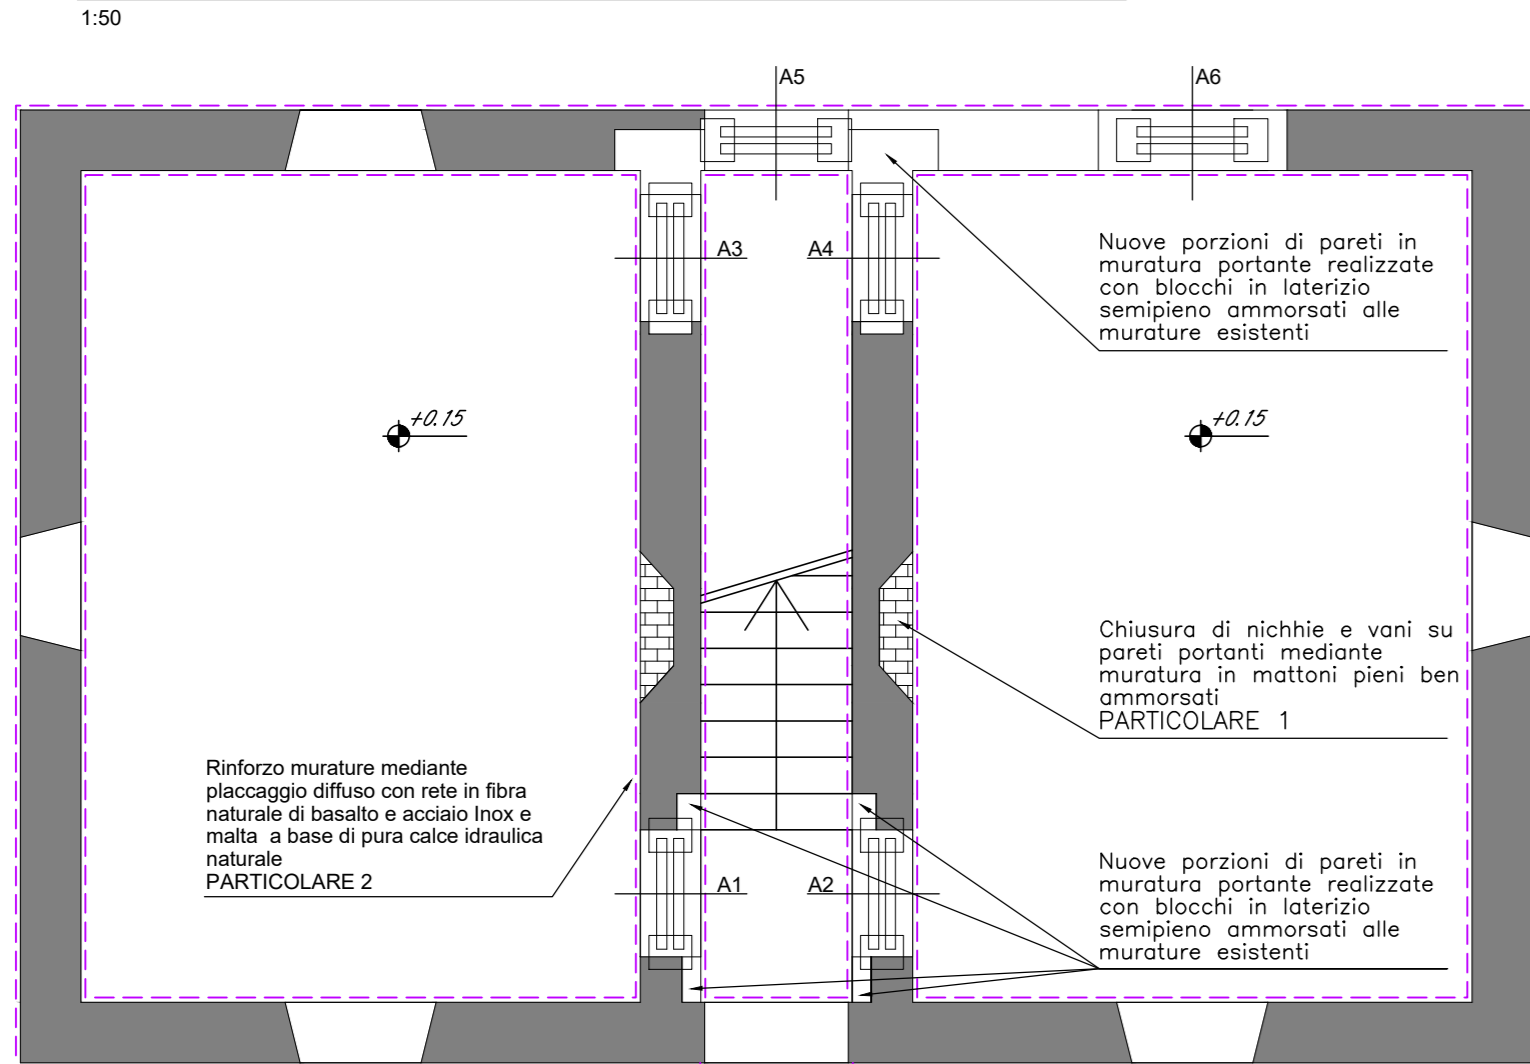 1:50
A5
A6
A3
A4
Nuove porzioni di pareti in
muratura portante realizzate
con blocchi in laterizio
semipieno ammorsati alle
murature esistenti
+0.15
+0.15
Chiusura di nichhie e vani su
pareti portanti mediante
muratura in mattoni pieni ben
ammorsati
PARTICOLARE 1
Rinforzo murature mediante
placcaggio diffuso con rete in fibra
naturale di basalto e acciaio Inox e
malta a base di pura calce idraulica
naturale
PARTICOLARE 2
A1
A2
Nuove porzioni di pareti in
muratura portante realizzate
con blocchi in laterizio
semipieno ammorsati alle
murature esistenti